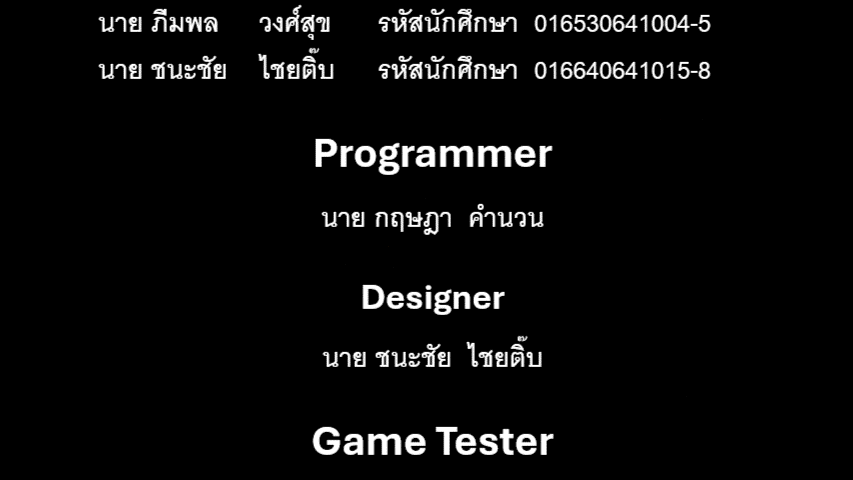 นาย ภีมพล วงศ์สุข รหัสนักศึกษา 016530641004-5
นาย ชนะชัย ไชยติ๊บ รหัสนักศึกษา 016640641015-8
Programmer
นาย กฤษฎา คำนวน
Designer
นาย ชนะชัย ไชยติ๊บ
Game Tester